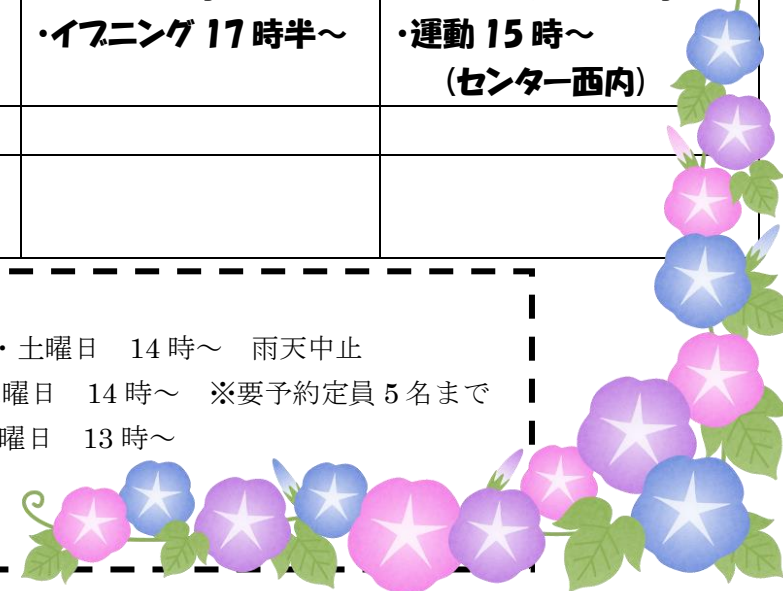 ・イブニング 17時半～
・運動 15時～
(センター西内)
・土曜日　14時～　雨天中止
曜日　14時～　※要予約定員5名まで
曜日　13時～